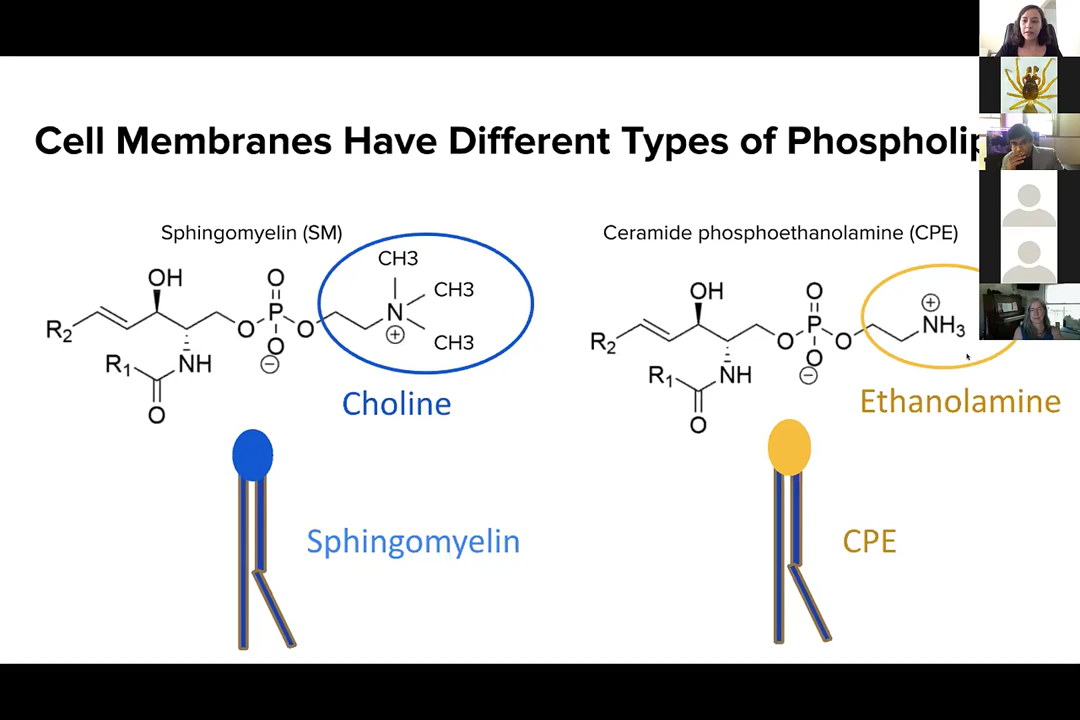 Cell Membranes Have Different Types of Phospholip
Sphingomyelin (SM)
Ceramide phosphoethanolamine (CPE)
CH3
CH3
CH3
OH
O
P
O
O
O
N
R2
R1
NH
O
Choline
OH
O
P
O
O
O
NH3
R2
R1
NH
O
Ethanolamine
Sphingomyelin
CPE